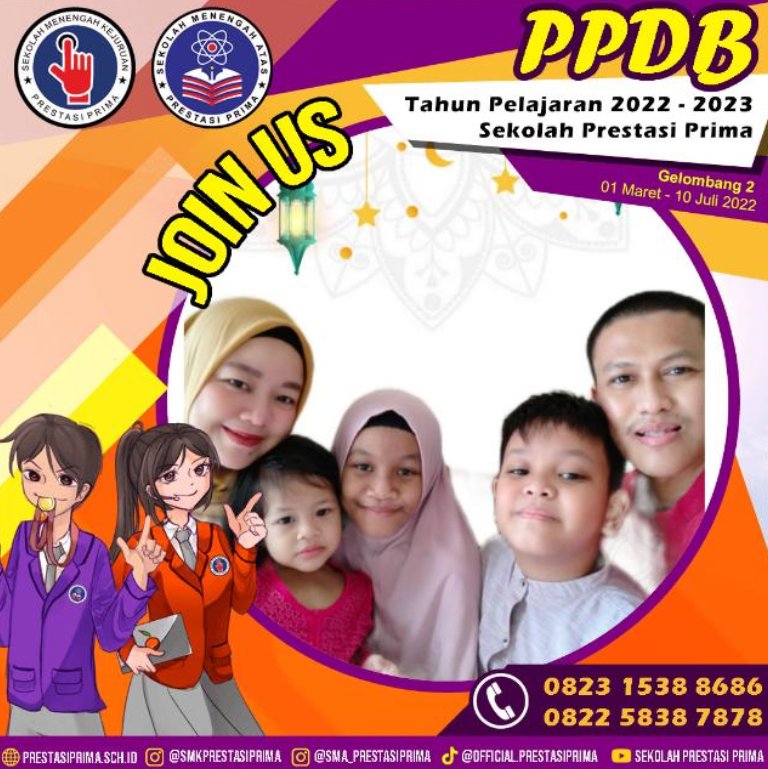 SEKOLAH MENENGAH KEJURUAN
PRESTASI PRIMA
SEKOLAH MENENGAH ATAS
PRESTASI PRIMA
PPDB
Tahun Pelajaran 2022 - 2023
Sekolah Prestasi Prima
Gelombang 2
01 Maret - 10 Juli 2022
JOIN US
0823 1538 8686
0822 5838 7878
PRESTASIPRIMA.SCH.ID @SMKPRESTASIPRIMA @SMA_PRESTASIPRIMA @OFFICIAL.PRESTASIPRIMA SEKOLAH PRESTASI PRIMA